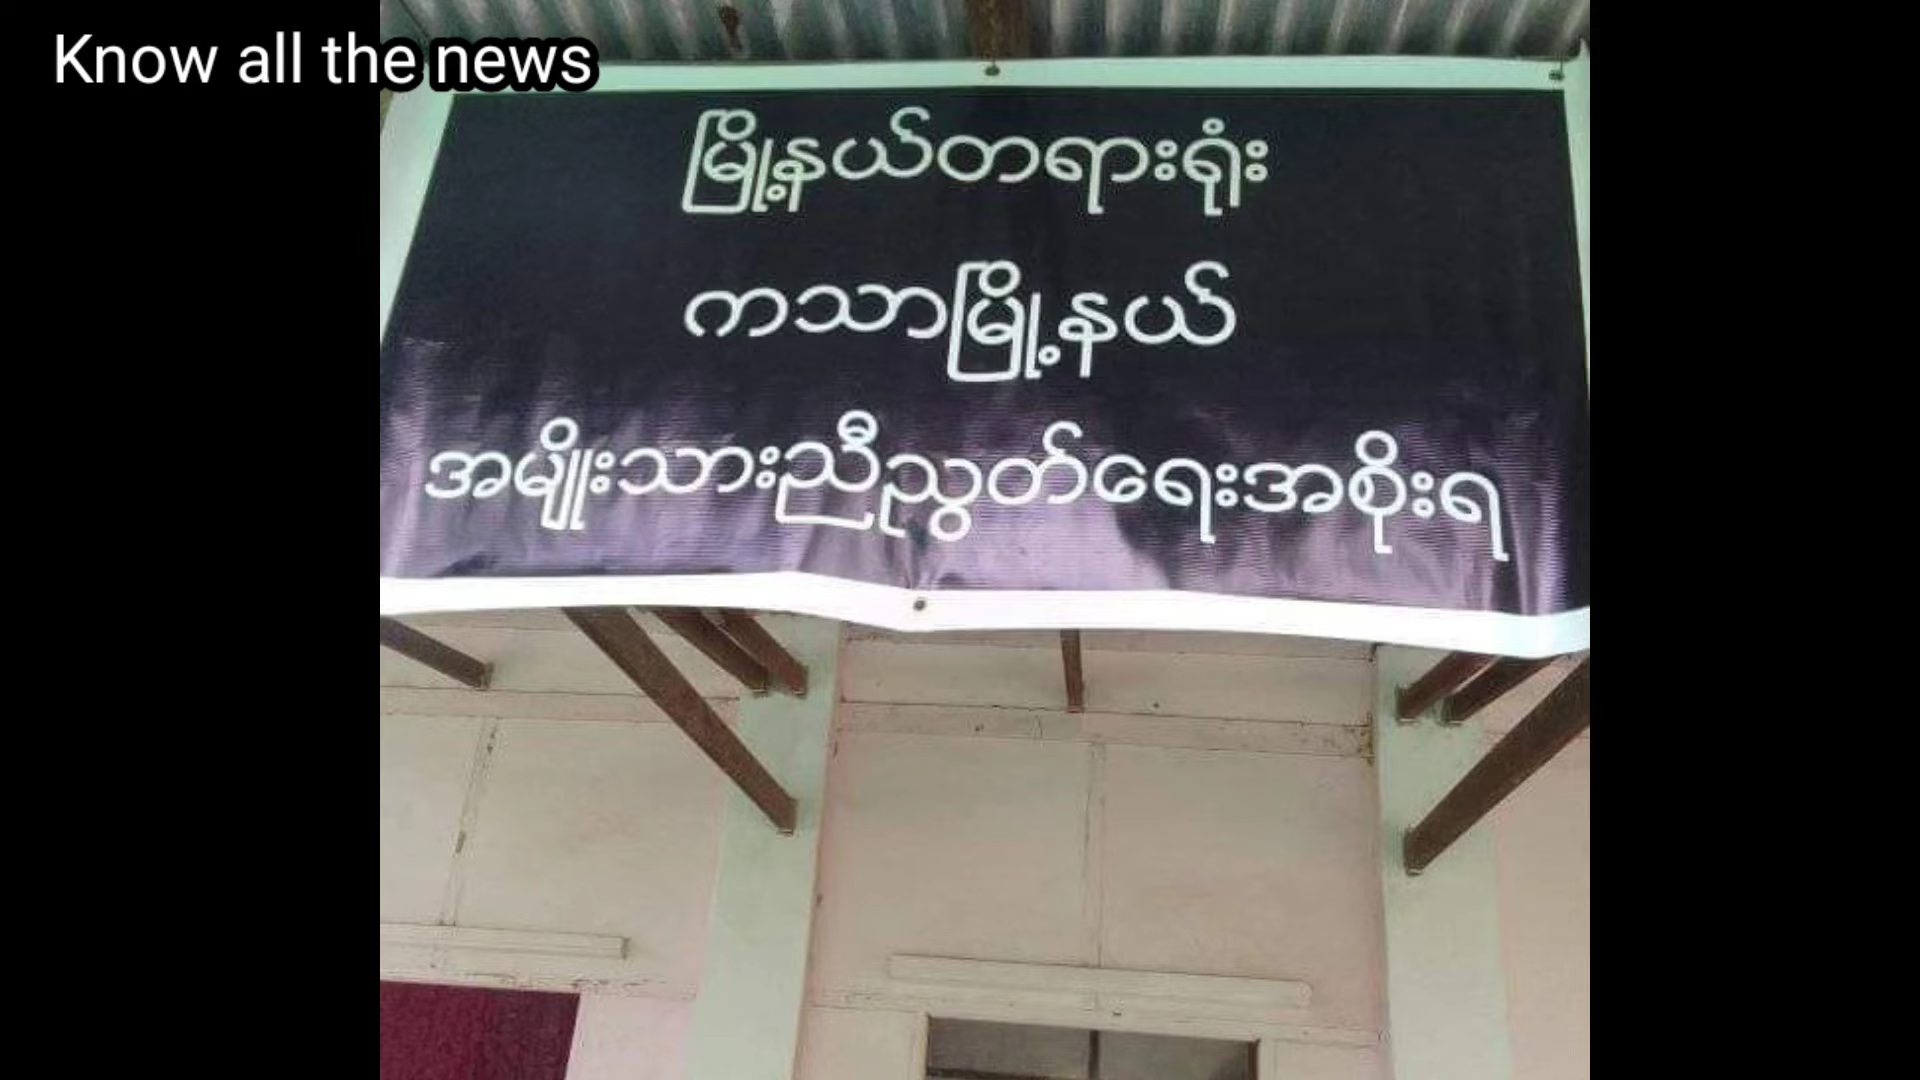 Know all the news
မြို့နယ်တရားရုံး
ကသာမြို့နယ်
အမျိုးသားညီညွတ်ရေးအစိုးရ